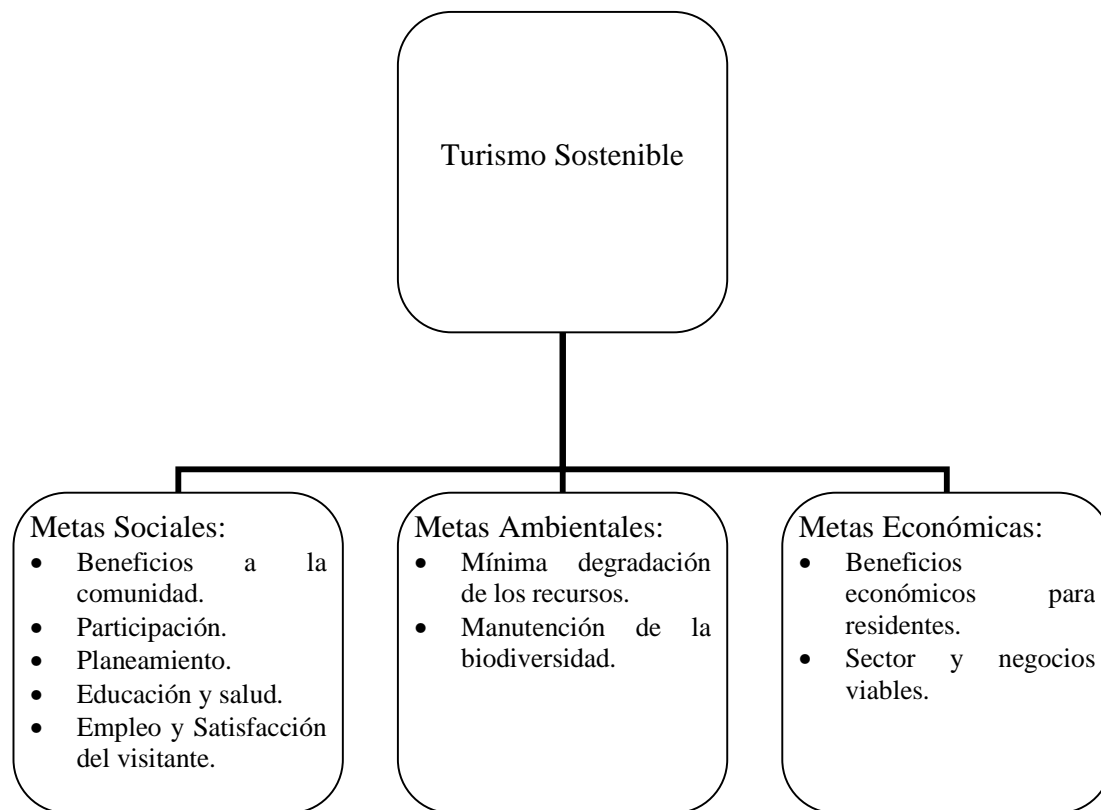 Turismo Sostenible
Metas Sociales:
• Beneficios a la
comunidad.
• Participación.
• Planeamiento.
• Educación y salud.
• Empleo y Satisfacción
del visitante.
Metas Ambientales:
• Mínima degradación
de los recursos.
• Manutención de la
biodiversidad.
Metas Económicas:
• Beneficios
económicos para
residentes.
• Sector y negocios
viables.